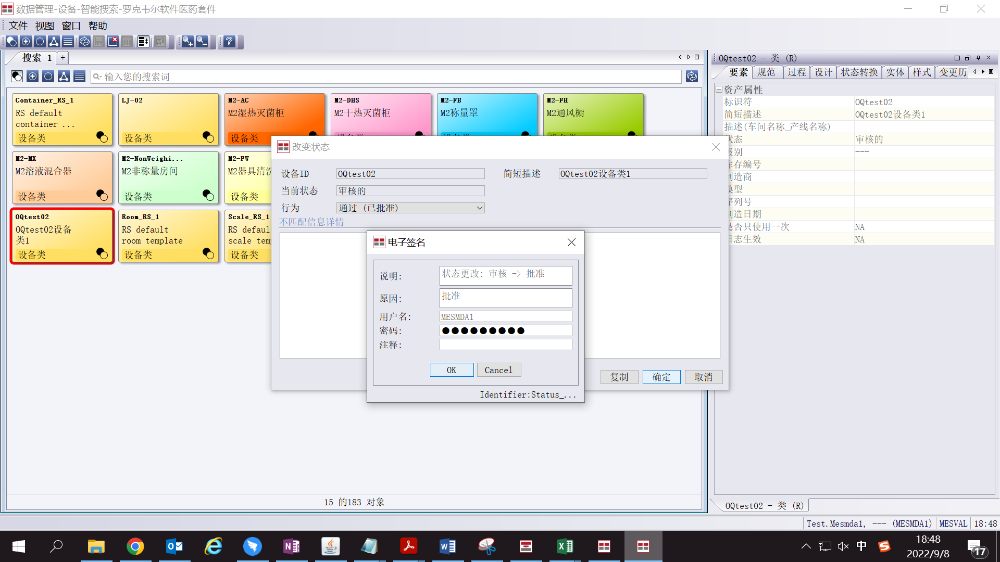 数据管理-设备-智能搜索-罗克韦尔软件医药套件
文件 视图 窗口 帮助
搜索 1 +
输入您的搜索词
Container_RS_1
RS default
container ...
设备类
LJ-02
设备类
M2-AC
M2湿热灭菌柜
设备类
M2-DHS
M2干热灭菌柜
M2-FB
M2称量罩
M2-FH
M2通风橱
M2-MX
M2溶液混合器
设备类
M2-NonWeighi...
M2非称量房间
设备类
M2-PW
M2器具清洗
设备类
OQtest02
OQtest02设备
类1
设备类
Room_RS_1
RS default
room template
设备类
Scale_RS_1
RS defaul
scale tem
设备类
15 的183 对象
改变状态
设备ID OQtest02 简短描述 OQtest02设备类1
当前状态 审核的
行为 通过 (已批准)
不匹配信息详情
复制 确定 取消
电子签名
说明: 状态更改: 审核 -> 批准
原因: 批准
用户名: MESMDA1
密码: ●●●●●●●●●
注释:
OK Cancel
Identifier:Status_...
OQtest02 - 类 (R)
要素 规范 过程 设计 状态转换 实体 样式 变更历
资产属性
标识符 OQtest02
简短描述 OQtest02设备类1
描述(车间名称_产线名称)
状态 审核的
级别 ---
库存编号
制造商
模型
序列号
制造日期
是否只使用一次 NA
日志生效 NA
OQtest02 - 类 (R)
Test.Mesmda1, --- (MESMDA1) MESVAL 18:48
中
18:48
2022/9/8
17